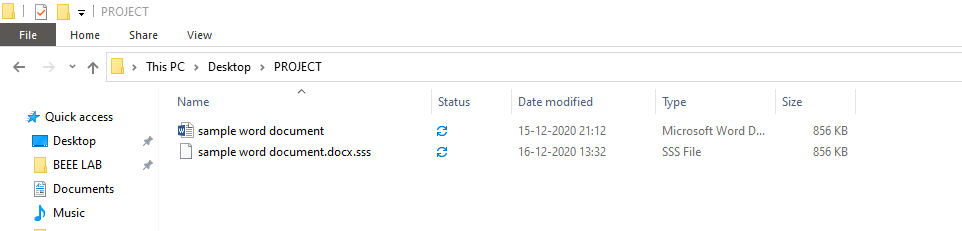 PROJECT
File Home Share View
This PC Desktop PROJECT
Name Status Date modified Type Size
Quick access
sample word document 15-12-2020 21:12 Microsoft Word D... 856 KB
Desktop
sample word document.docx.sss 16-12-2020 13:32 SSS File 856 KB
BEEE LAB
Documents
Music